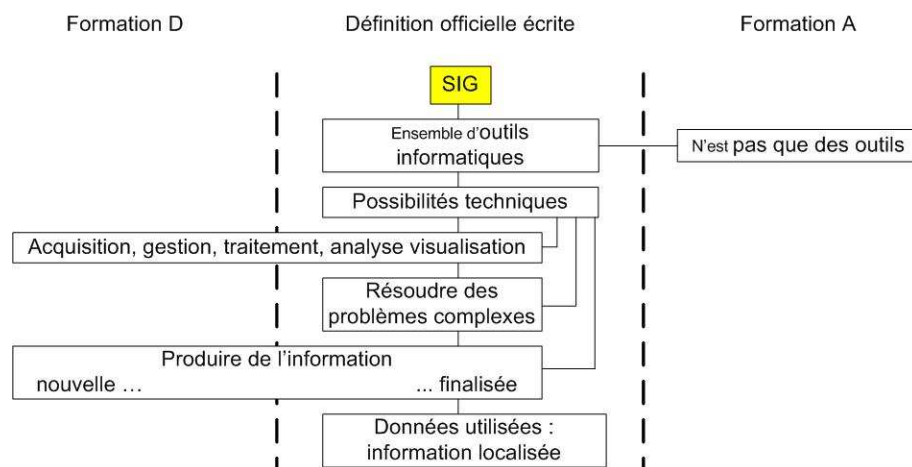 Formation D
Définition officielle écrite
Formation A
SIG
Ensemble d'outils
informatiques
N'est pas que des outils
Possibilités techniques
Acquisition, gestion, traitement, analyse visualisation
Résoudre des
problèmes complexes
Produire de l'information
nouvelle … ... finalisée
Données utilisées :
information localisée